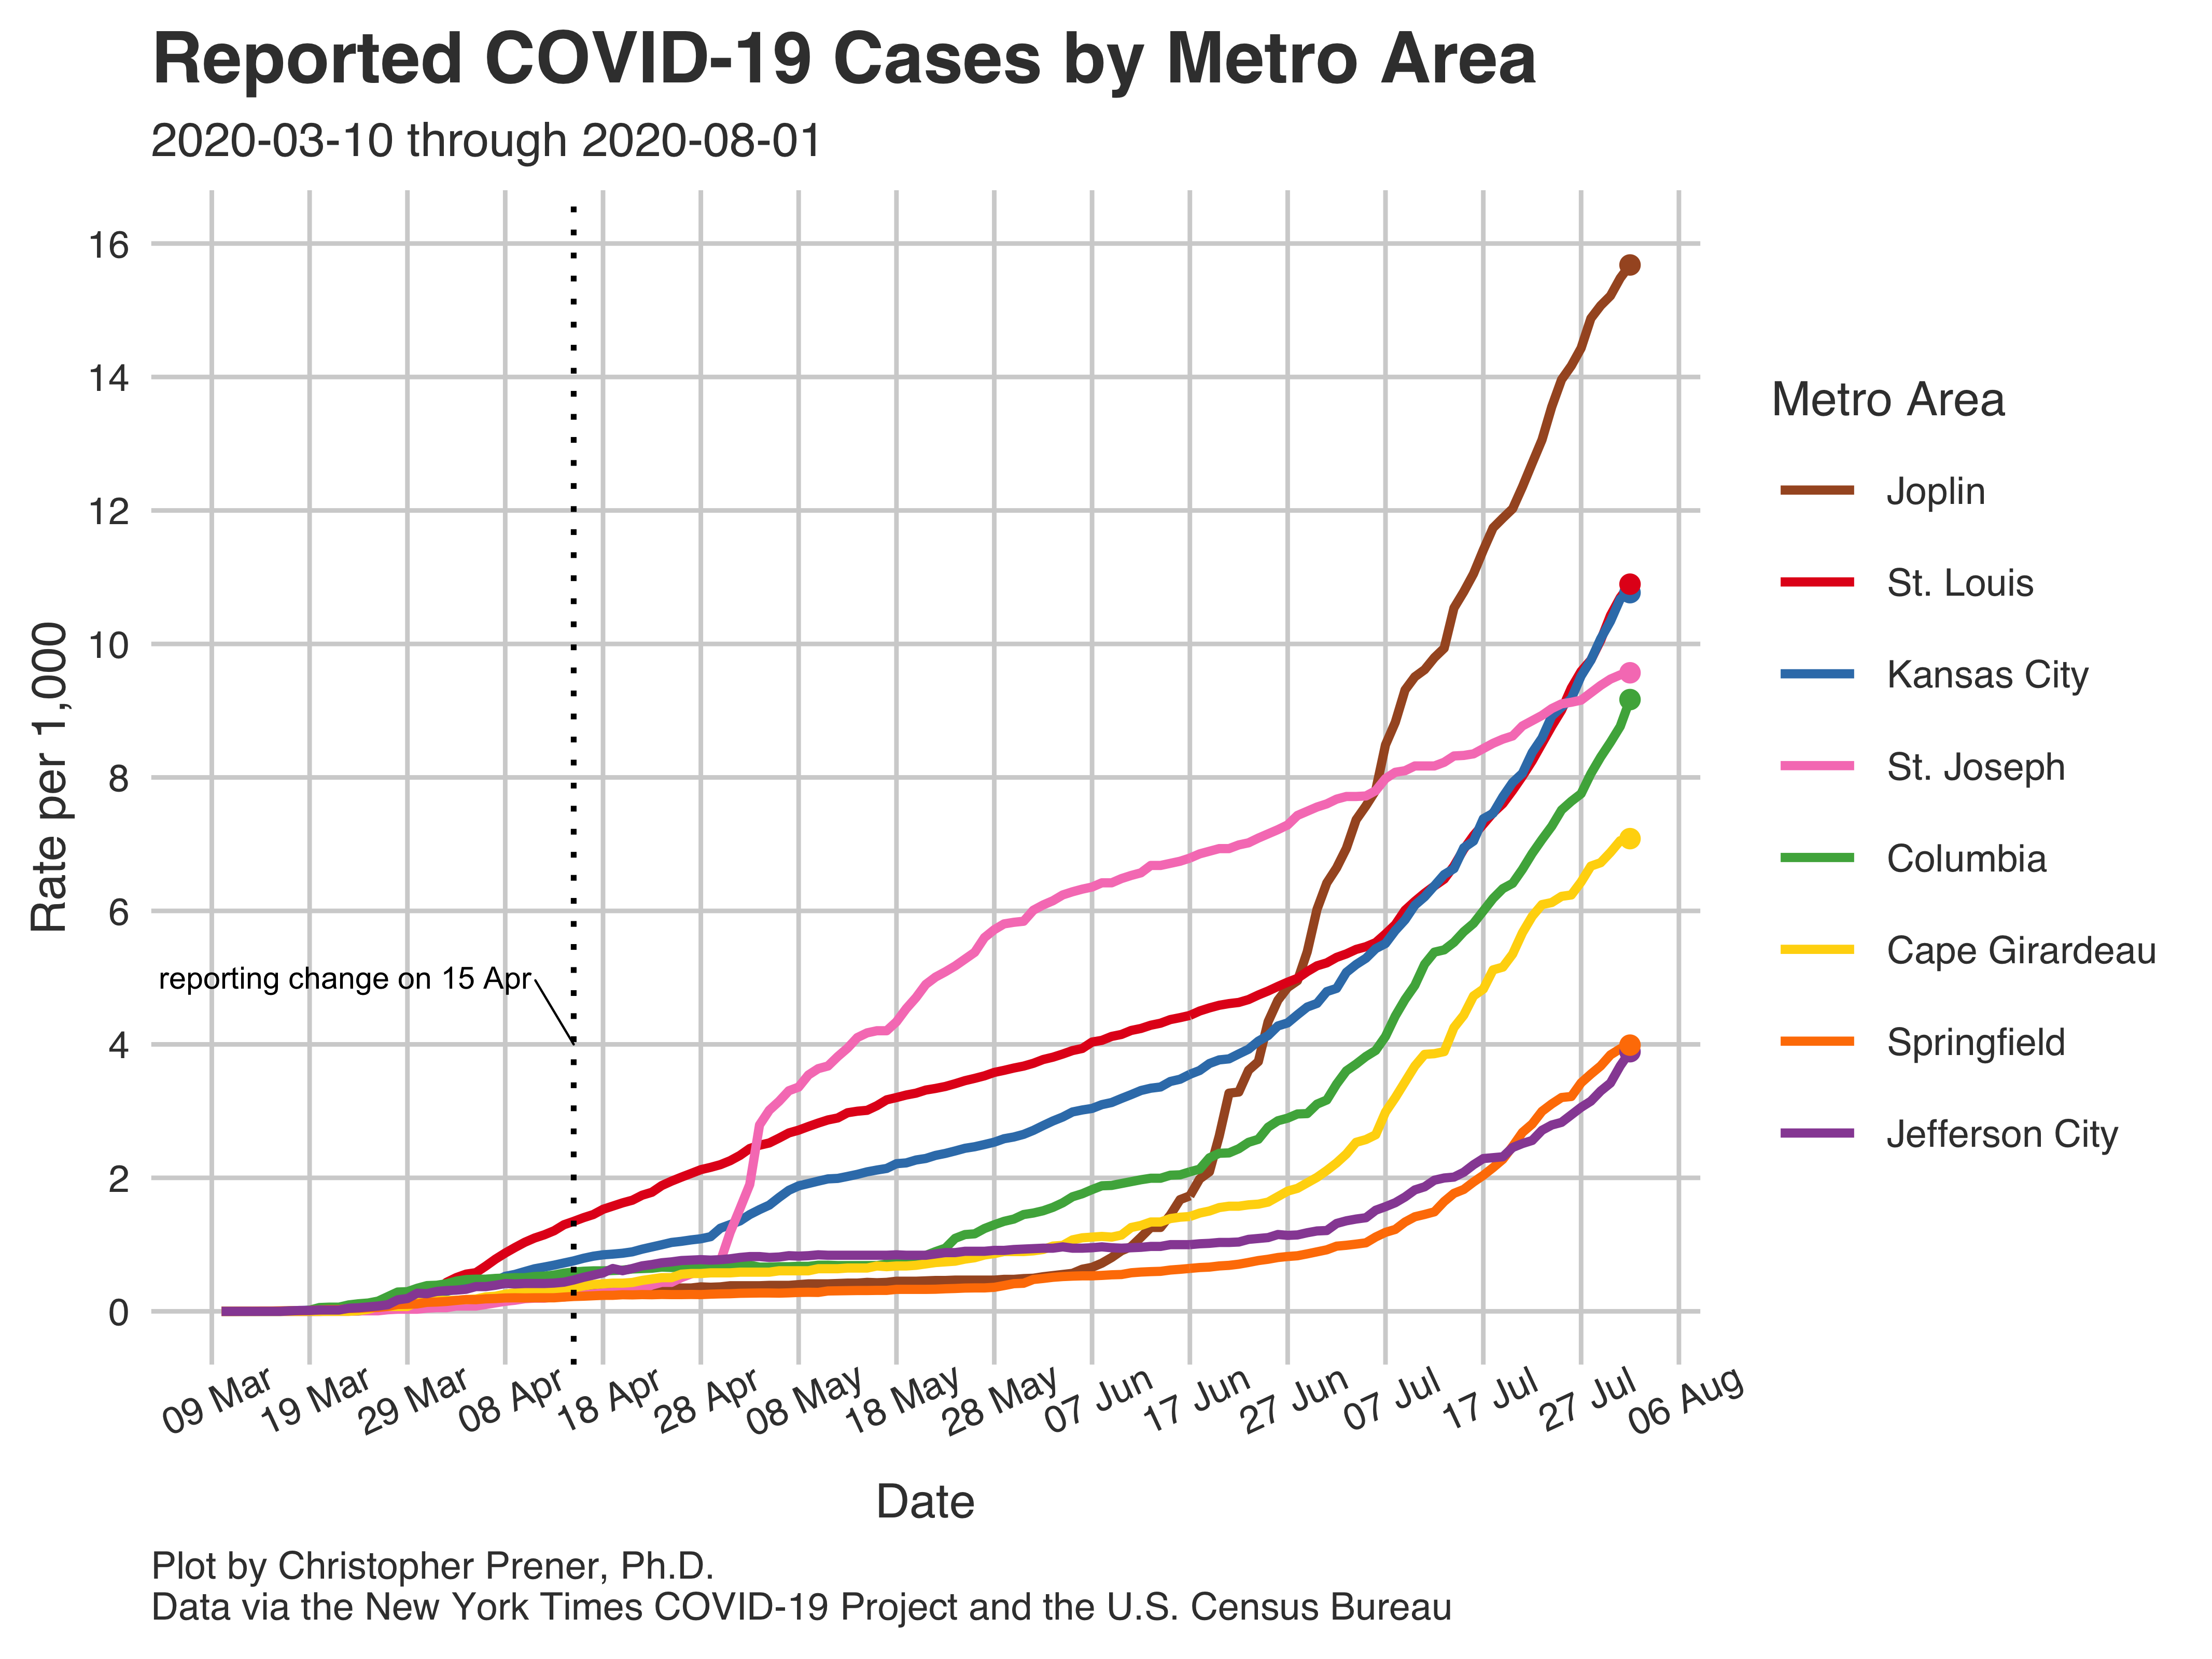 Reported COVID-19 Cases by Metro Area
2020-03-10 through 2020-08-01
Rate per 1,000
16
14
12
10
8
6
4
2
0
reporting change on 15 Apr
09 Mar
19 Mar
29 Mar
08 Apr
18 Apr
28 Apr
08 May
18 May
28 May
07 Jun
17 Jun
27 Jun
07 Jul
17 Jul
27 Jul
06 Aug
Date
Metro Area
Joplin
St. Louis
Kansas City
St. Joseph
Columbia
Cape Girardeau
Springfield
Jefferson City
Plot by Christopher Prener, Ph.D.
Data via the New York Times COVID-19 Project and the U.S. Census Bureau